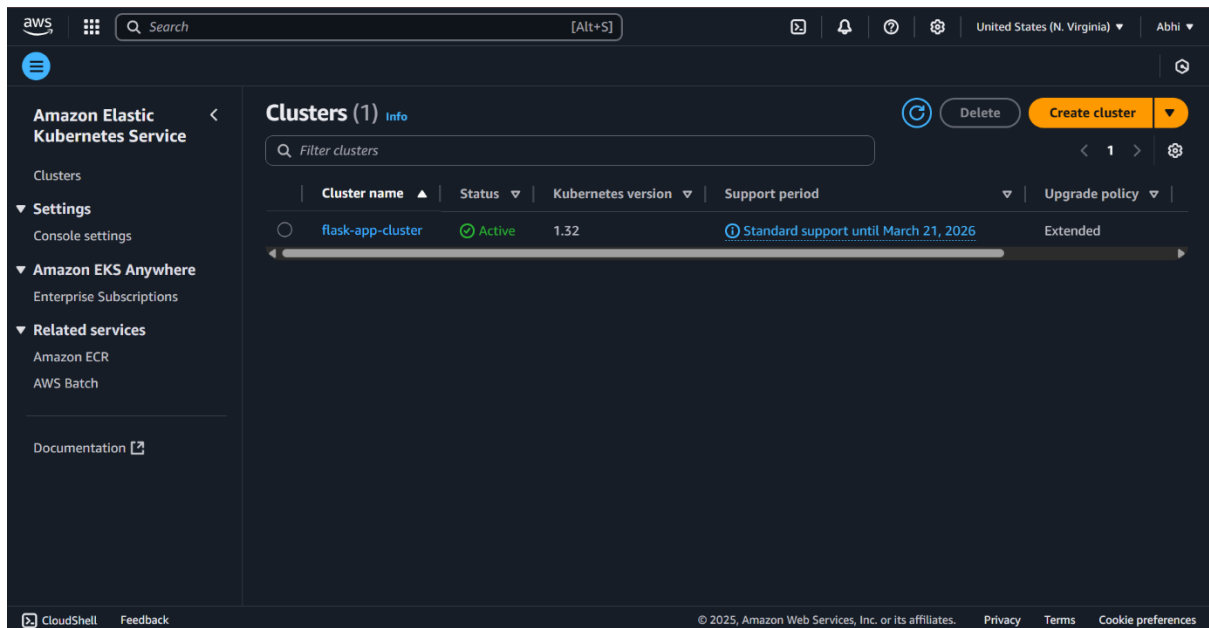 aws Search [Alt+S] United States (N. Virginia) Abhi
Amazon Elastic Kubernetes Service
Clusters
Settings
Console settings
Amazon EKS Anywhere
Enterprise Subscriptions
Related services
Amazon ECR
AWS Batch
Documentation
Clusters (1) Info Delete Create cluster
Filter clusters 1
Cluster name Status Kubernetes version Support period Upgrade policy
flask-app-cluster Active 1.32 Standard support until March 21, 2026 Extended
CloudShell Feedback © 2025, Amazon Web Services, Inc. or its affiliates. Privacy Terms Cookie preferences